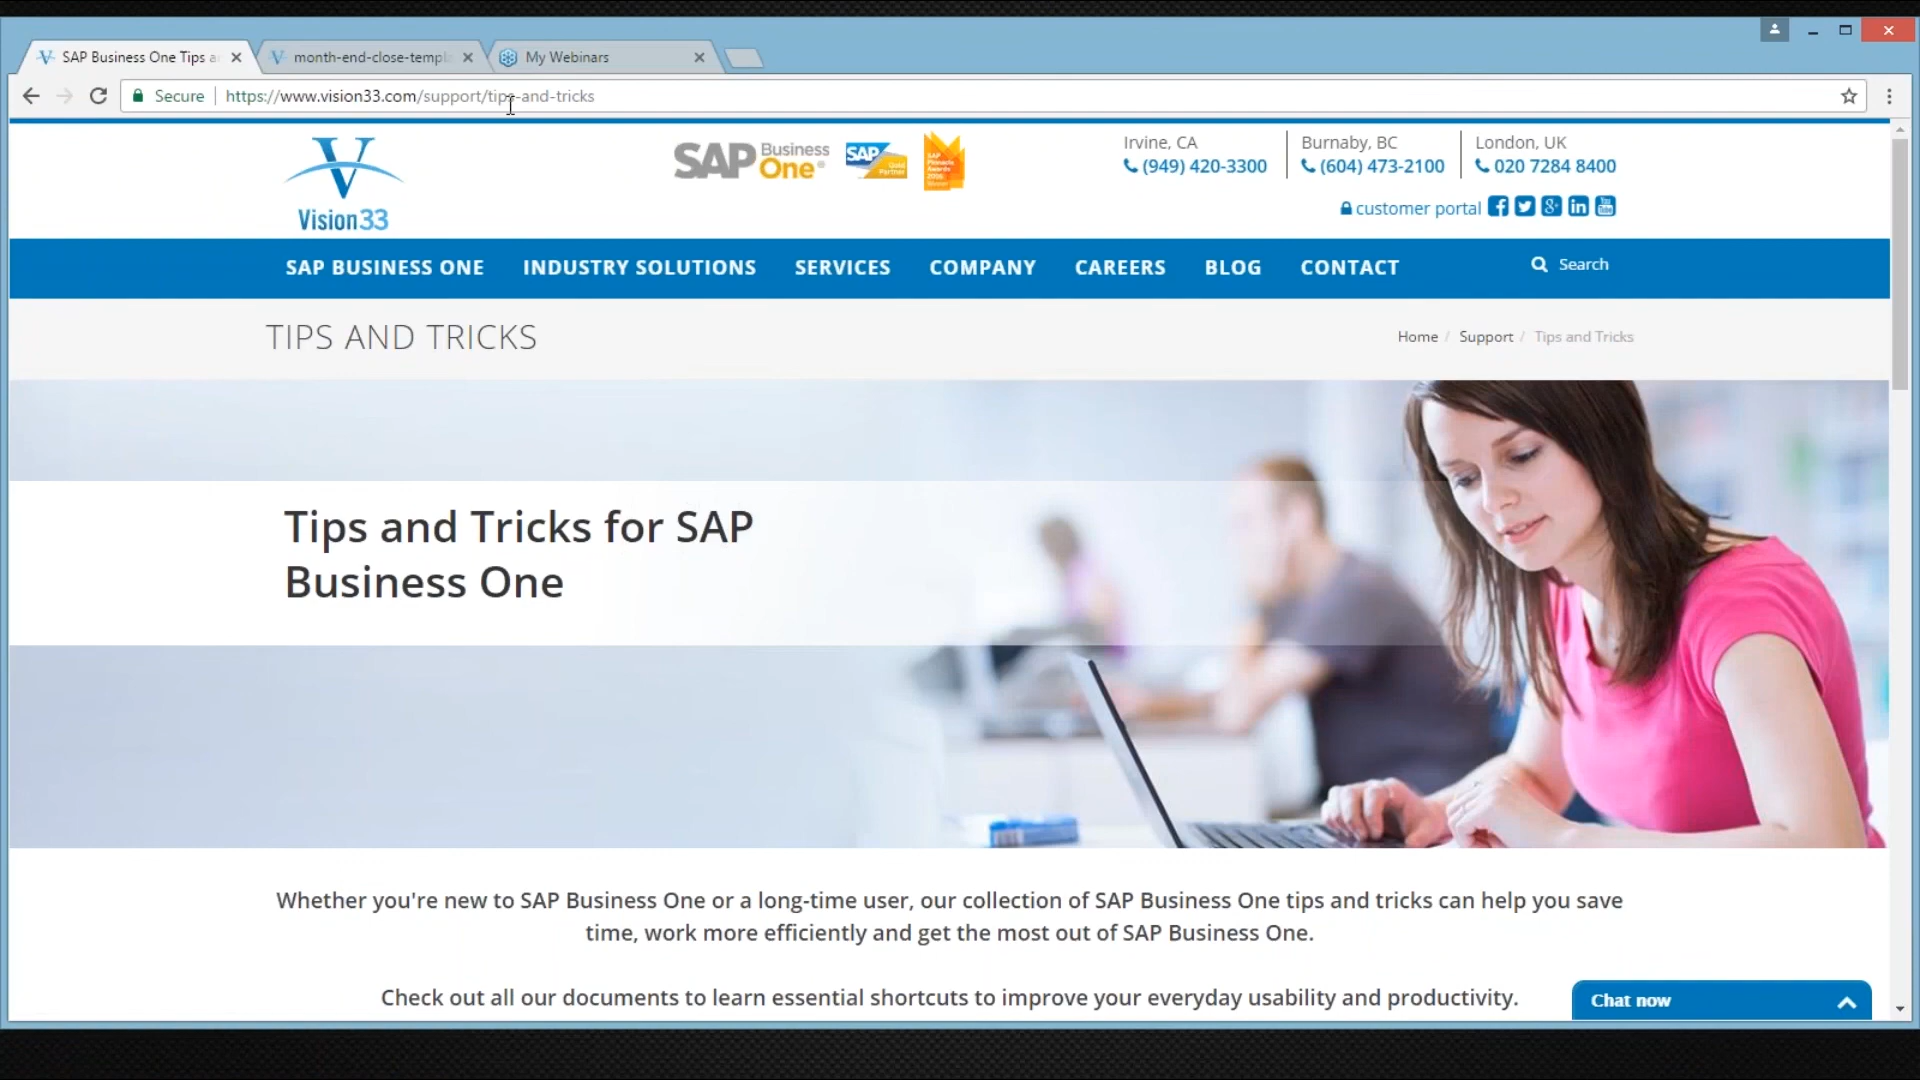 SAP Business One Tips a
month-end-close-templ
My Webinars
Secure
https://www.vision33.com/support/tips-and-tricks
Vision33
SAP Business One
SAP Gold Partner
Irvine, CA
(949) 420-3300
Burnaby, BC
(604) 473-2100
London, UK
020 7284 8400
customer portal
SAP BUSINESS ONE
INDUSTRY SOLUTIONS
SERVICES
COMPANY
CAREERS
BLOG
CONTACT
Search
TIPS AND TRICKS
Home / Support / Tips and Tricks
Tips and Tricks for SAP
Business One
Whether you're new to SAP Business One or a long-time user, our collection of SAP Business One tips and tricks can help you save
time, work more efficiently and get the most out of SAP Business One.
Check out all our documents to learn essential shortcuts to improve your everyday usability and productivity.
Chat now